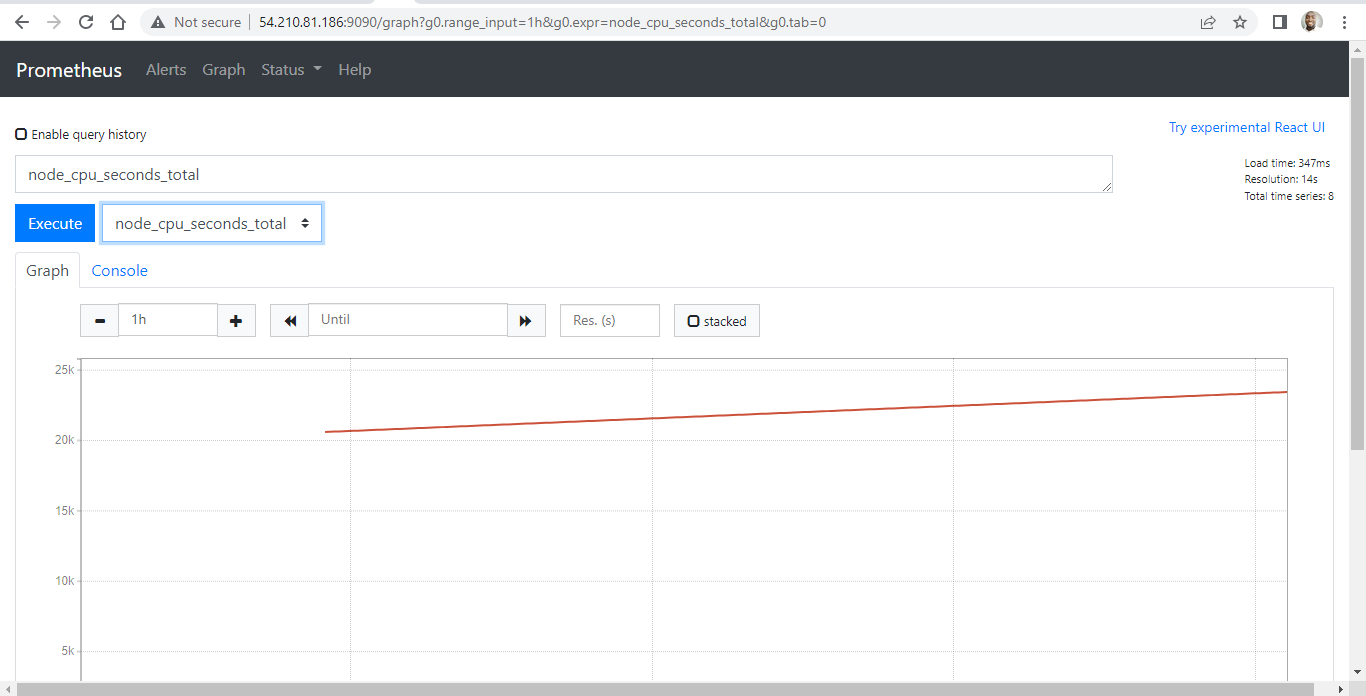 Not secure 54.210.81.186:9090/graph?g0.range_input=1h&g0.expr=node_cpu_seconds_total&g0.tab=0
Prometheus Alerts Graph Status Help
Try experimental React UI
Enable query history
node_cpu_seconds_total
Load time: 347ms
Resolution: 14s
Total time series: 8
Execute node_cpu_seconds_total
Graph Console
1h Until Res. (s) stacked
25k
20k
15k
10k
5k